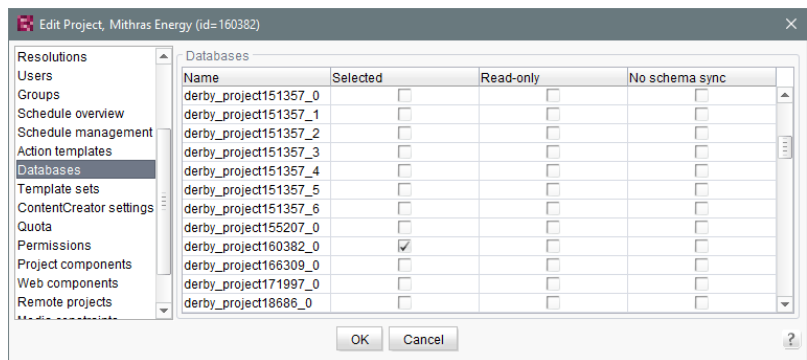 Edit Project, Mithras Energy (id=160382)
Resolutions
Users
Groups
Schedule overview
Schedule management
Action templates
Databases
Template sets
ContentCreator settings
Quota
Permissions
Project components
Web components
Remote projects
Media constraints
Databases
Name Selected Read-only No schema sync
derby_project151357_0
derby_project151357_1
derby_project151357_2
derby_project151357_3
derby_project151357_4
derby_project151357_5
derby_project151357_6
derby_project155207_0
derby_project160382_0
derby_project166309_0
derby_project171997_0
derby_project18686_0
OK Cancel ?